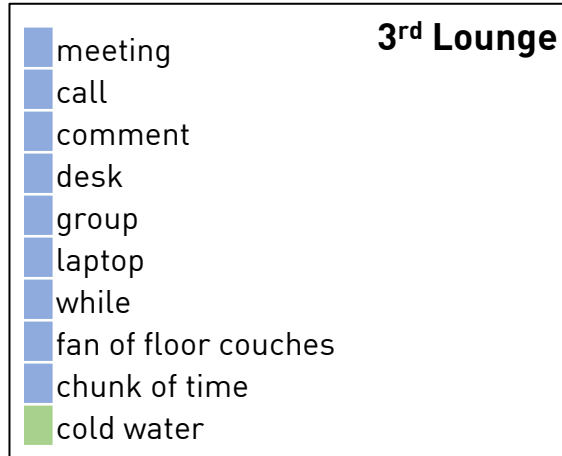 3rd Lounge
meeting
call
comment
desk
group
laptop
while
fan of floor couches
chunk of time
cold water